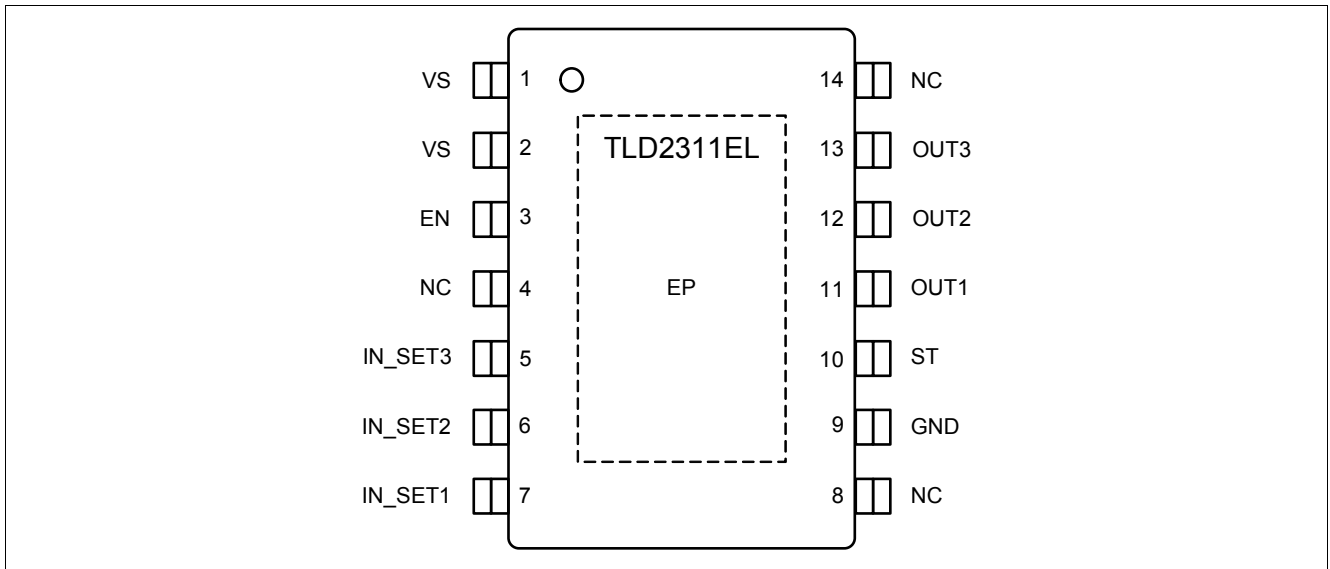 VS 1 14 NC
VS 2 TLD2311EL 13 OUT3
EN 3 12 OUT2
NC 4 EP 11 OUT1
IN_SET3 5 10 ST
IN_SET2 6 9 GND
IN_SET1 7 8 NC